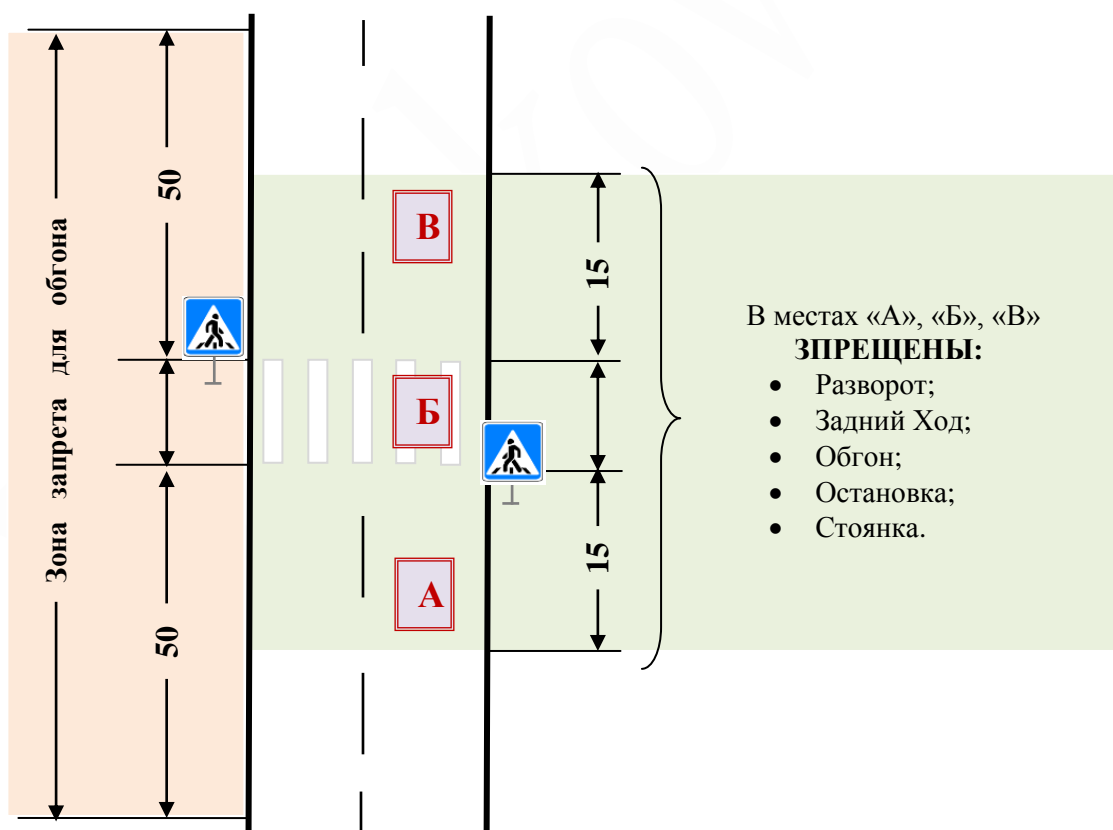 Зона запрета для обгона
50
50
В
Б
А
15
15
В местах «А», «Б», «В»
ЗПРЕЩЕНЫ:
• Разворот;
• Задний Ход;
• Обгон;
• Остановка;
• Стоянка.